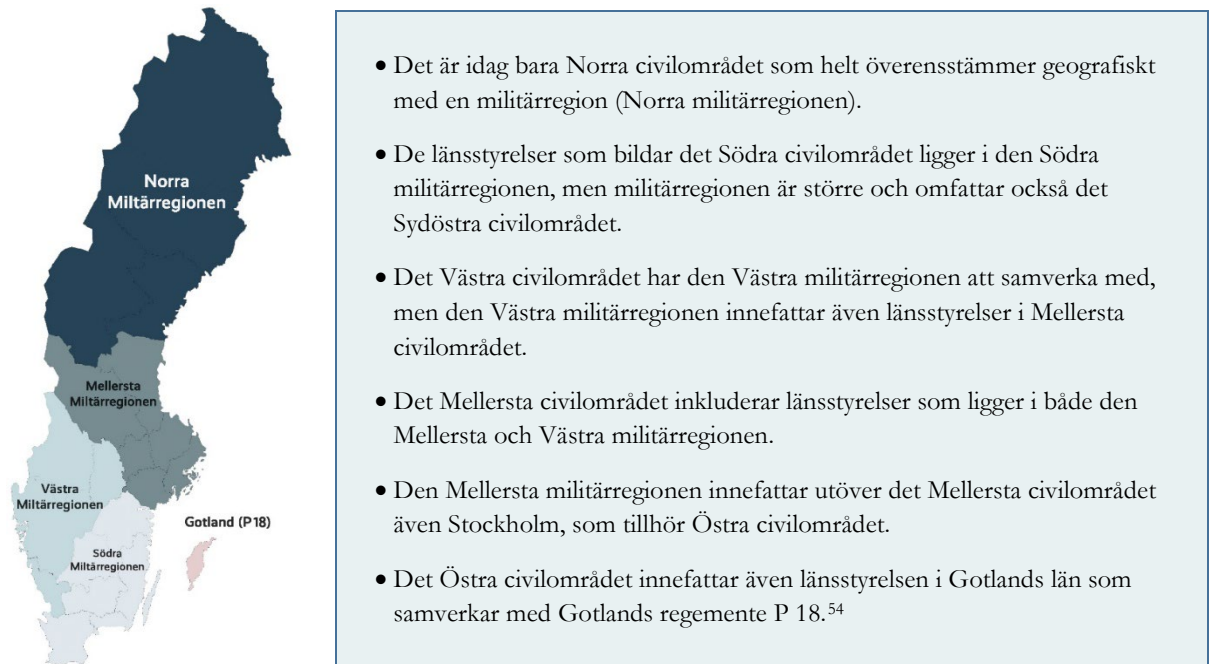 Norra
Miltärregionen
Mellersta
Miltärregionen
Västra
Miltärregionen
Gotland (P18)
Södra
Miltärregionen
• Det är idag bara Norra civilområdet som helt överensstämmer geografiskt
med en militärregion (Norra militärregionen).
• De länsstyrelser som bildar det Södra civilområdet ligger i den Södra
militärregionen, men militärregionen är större och omfattar också det
Sydöstra civilområdet.
• Det Västra civilområdet har den Västra militärregionen att samverka med,
men den Västra militärregionen innefattar även länsstyrelser i Mellersta
civilområdet.
• Det Mellersta civilområdet inkluderar länsstyrelser som ligger i både den
Mellersta och Västra militärregionen.
• Den Mellersta militärregionen innefattar utöver det Mellersta civilområdet
även Stockholm, som tillhör Östra civilområdet.
• Det Östra civilområdet innefattar även länsstyrelsen i Gotlands län som
samverkar med Gotlands regemente P 18.54